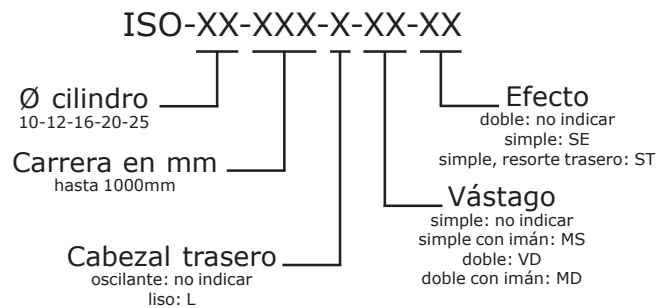 ISO-XX-XXX-X-XX-XX
Ø cilindro
10-12-16-20-25
Carrera en mm
hasta 1000mm
Cabezal trasero
oscilante: no indicar
liso: L
Efecto
doble: no indicar
simple: SE
simple, resorte trasero: ST
Vástago
simple: no indicar
simple con imán: MS
doble: VD
doble con imán: MD